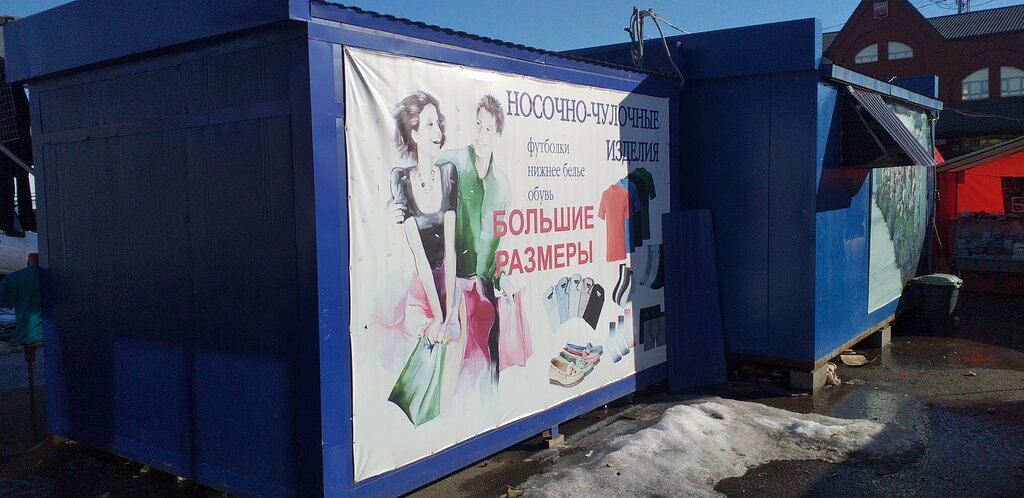 НОСОЧНО-ЧУЛОЧНЫЕ
ИЗДЕЛИЯ
футболки
нижнее белье
обувь
БОЛЬШИЕ
РАЗМЕРЫ